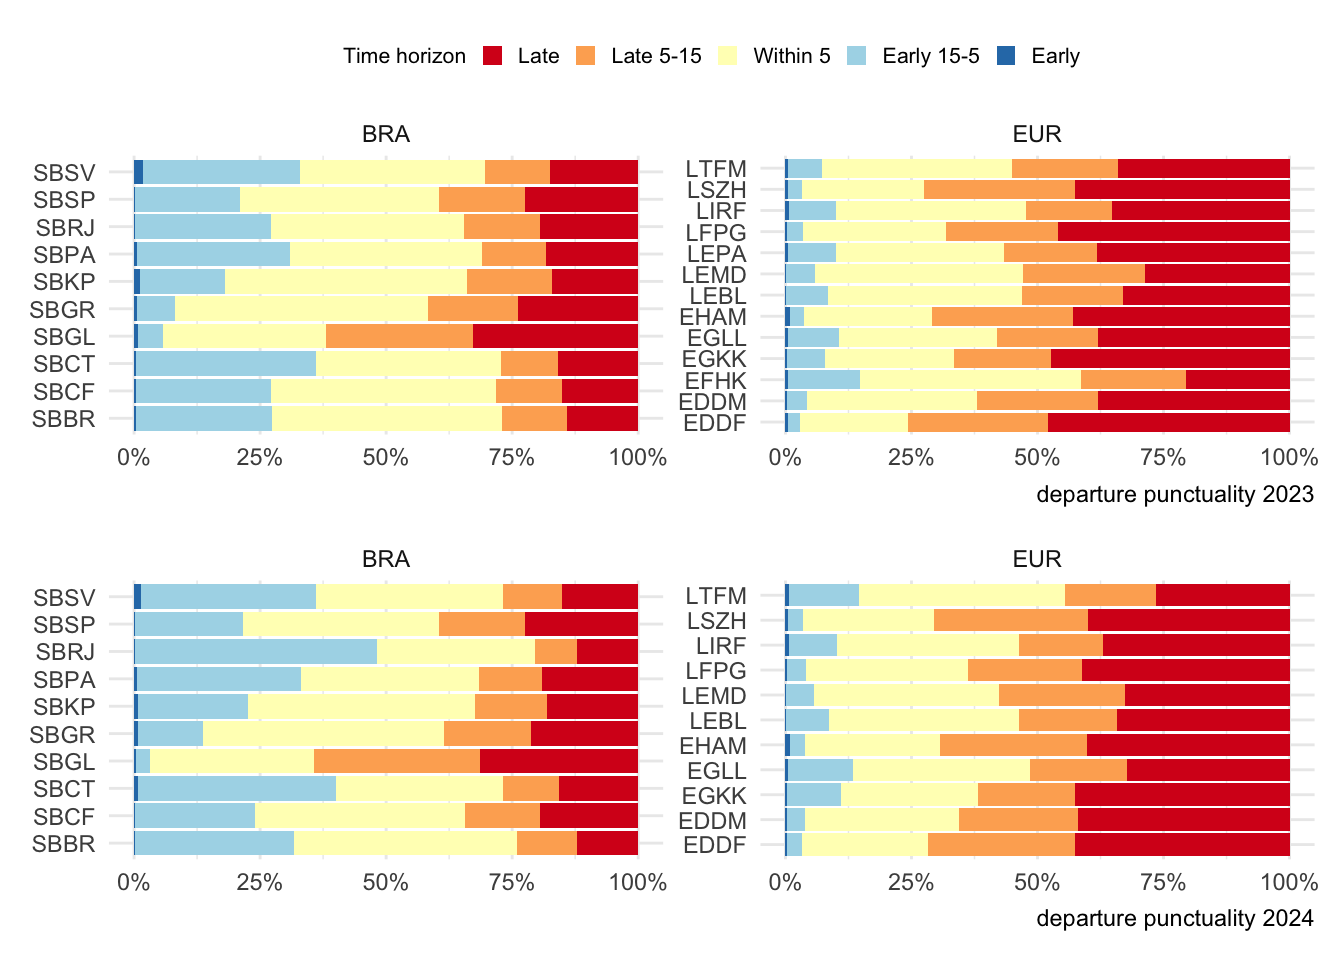 Time horizon Late Late 5-15 Within 5 Early 15-5 Early
BRA
SBSV
SBSP
SBRJ
SBPA
SBKP
SBGR
SBGL
SBCT
SBCF
SBBR
0% 25% 50% 75% 100%
EUR
LTFM
LSZH
LIRF
LFPG
LEPA
LEMD
LEBL
EHAM
EGLL
EGKK
EFHK
EDDM
EDDF
0% 25% 50% 75% 100%
departure punctuality 2023
BRA
SBSV
SBSP
SBRJ
SBPA
SBKP
SBGR
SBGL
SBCT
SBCF
SBBR
0% 25% 50% 75% 100%
EUR
LTFM
LSZH
LIRF
LFPG
LEMD
LEBL
EHAM
EGLL
EGKK
EDDM
EDDF
0% 25% 50% 75% 100%
departure punctuality 2024